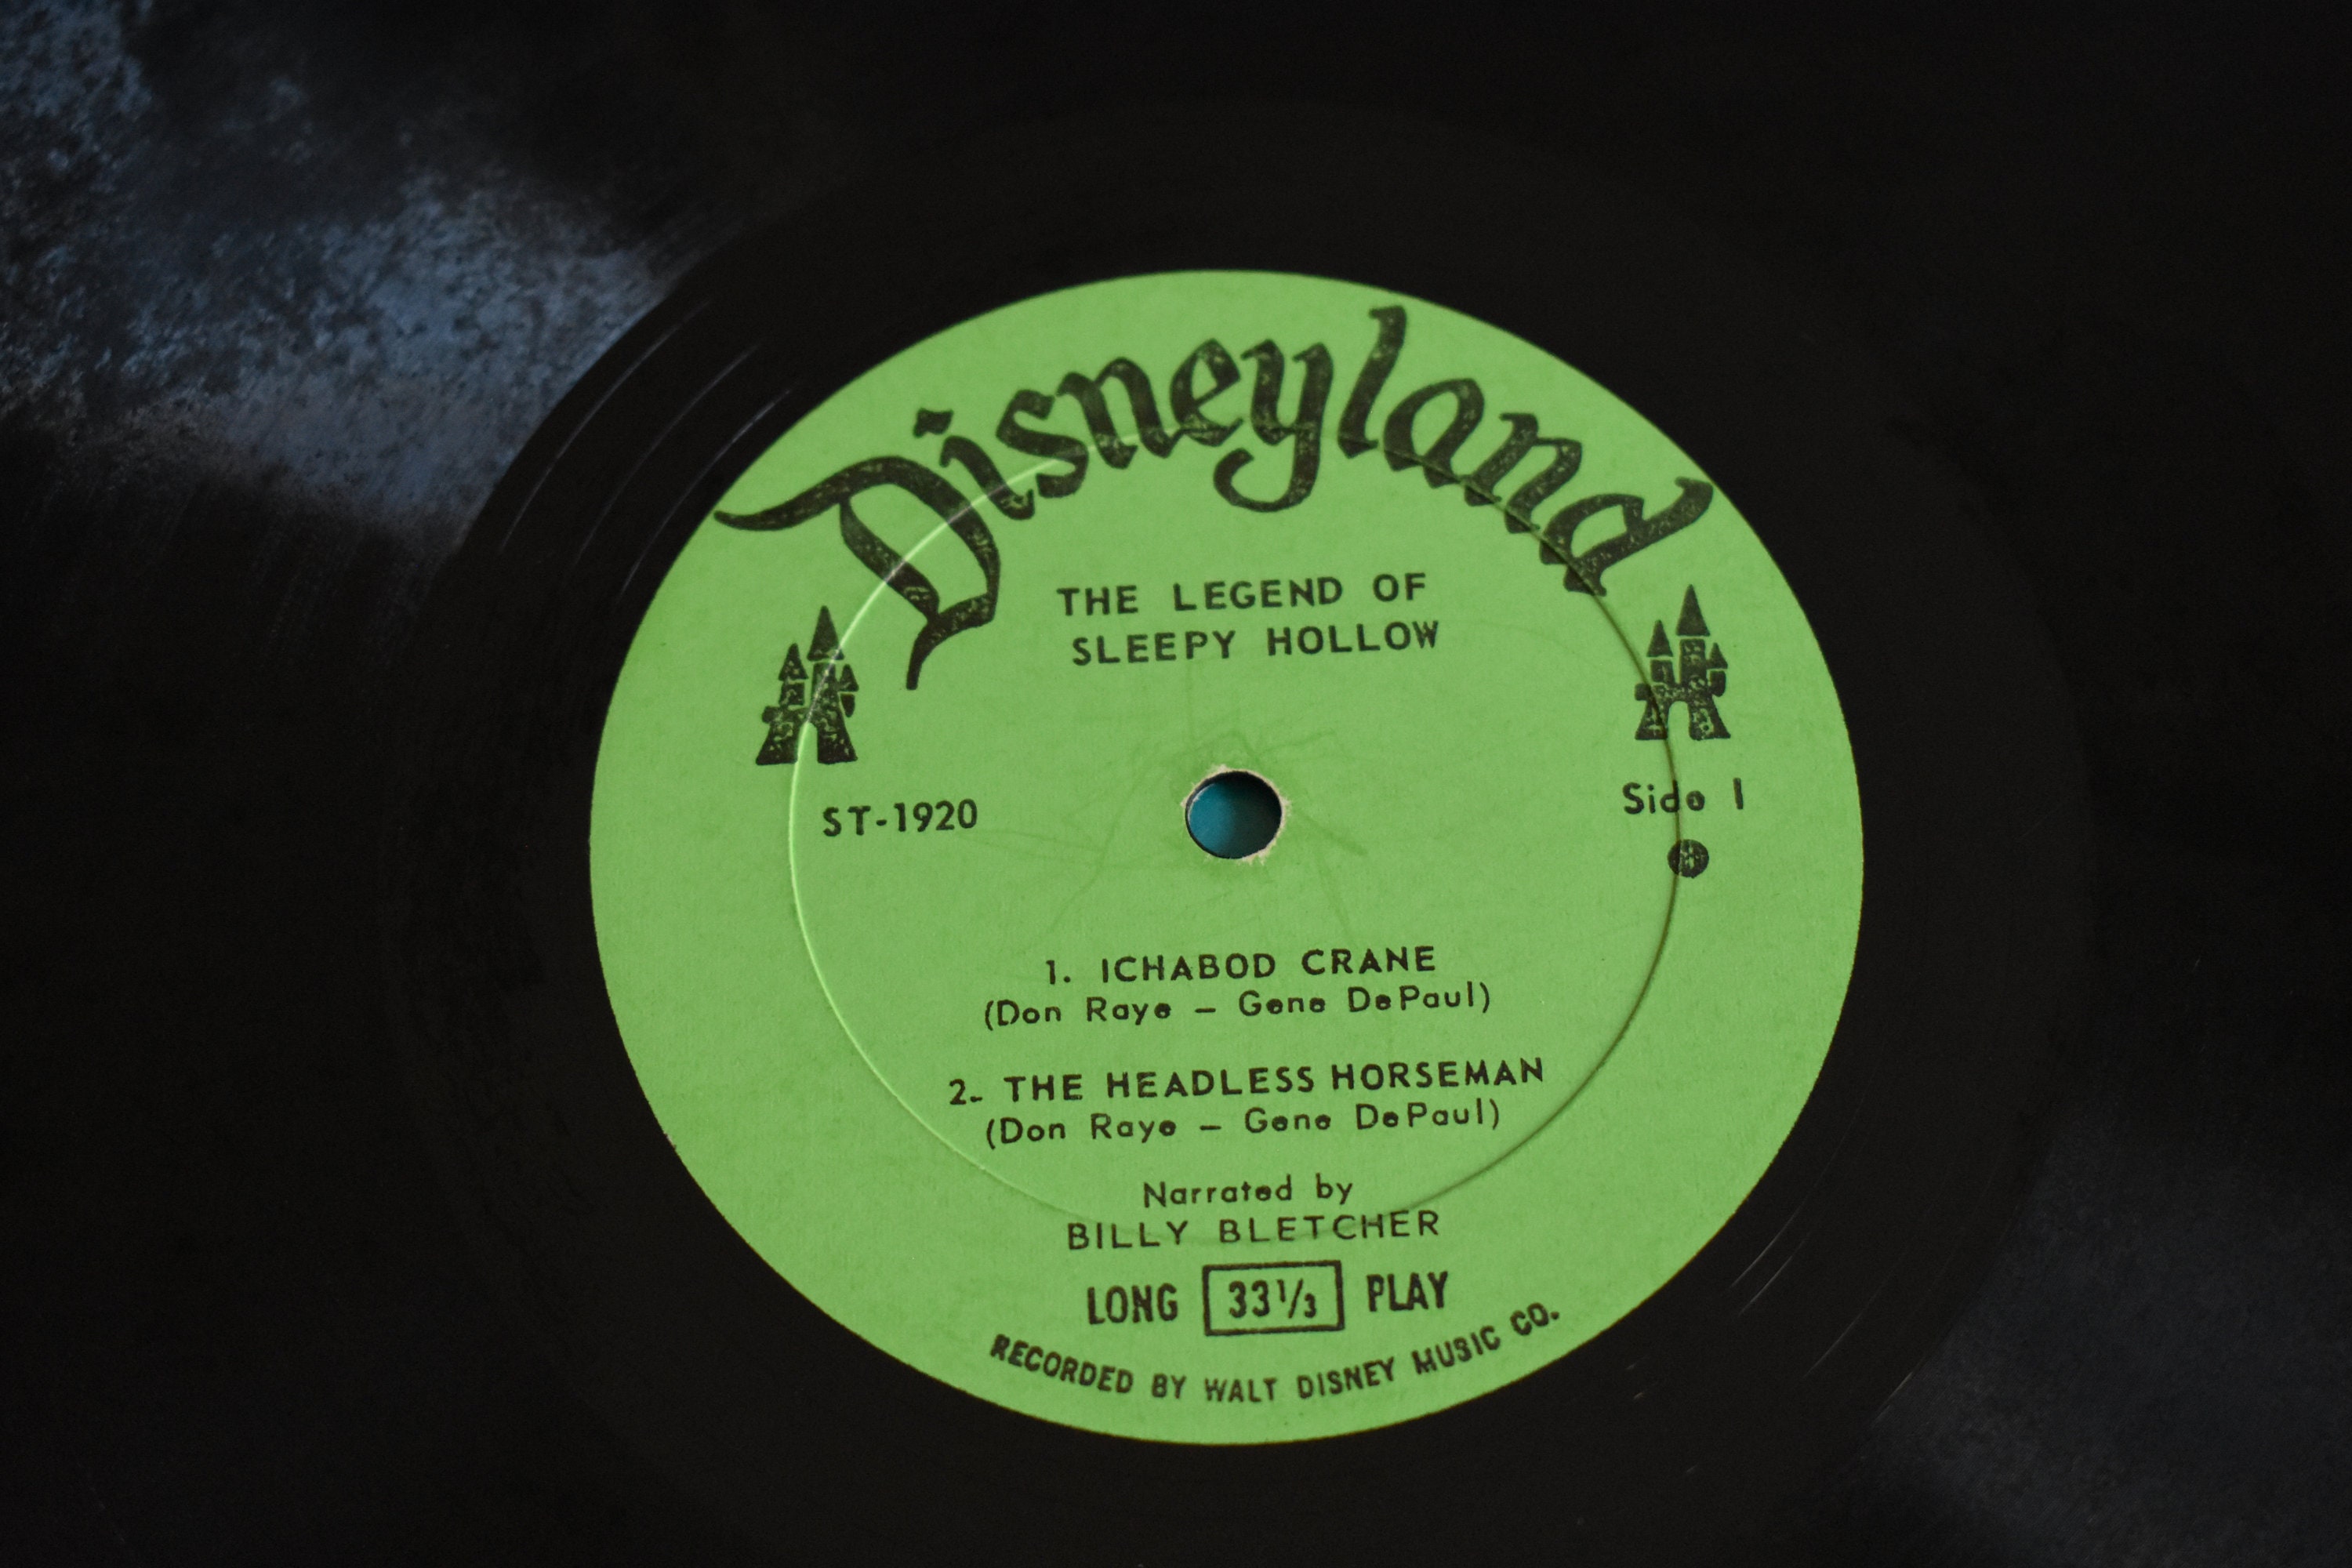 Disneyland
THE LEGEND OF
SLEEPY HOLLOW
ST-1920
Side 1
1. ICHABOD CRANE
(Don Raye – Gene DePaul)
2. THE HEADLESS HORSEMAN
(Don Raye – Gene DePaul)
Narrated by
BILLY BLETCHER
LONG 33 1/3 PLAY
RECORDED BY WALT DISNEY MUSIC CO.